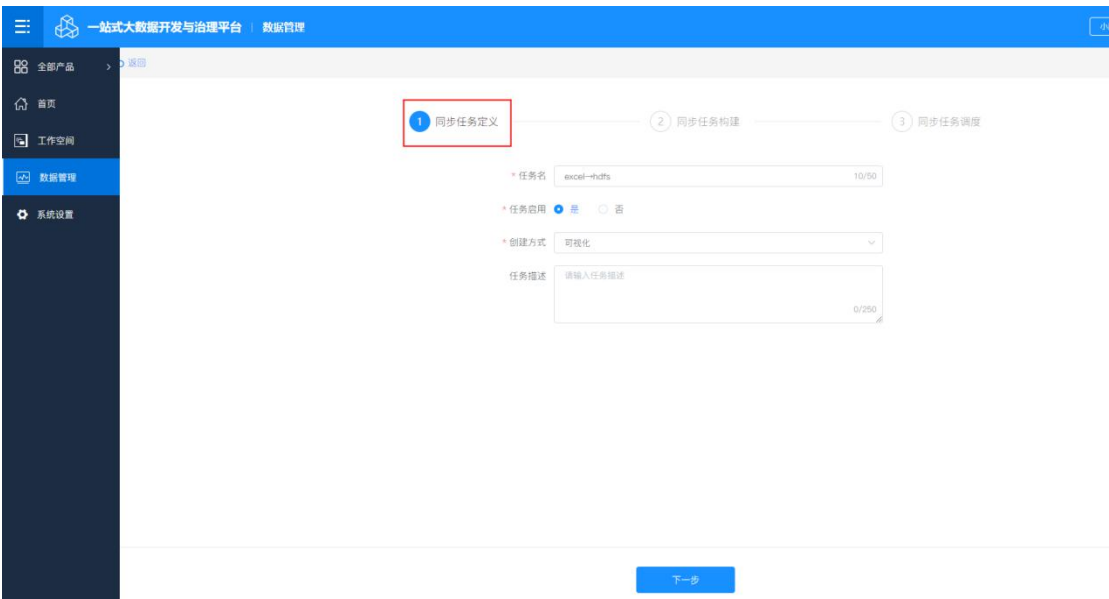 一站式大数据开发与治理平台 | 数据管理
小
全部产品 >
返回
首页
工作空间
数据管理
系统设置
1 同步任务定义
2 同步任务构建
3 同步任务调度
* 任务名 excel→hdfs 10/50
* 任务启用 是 否
* 创建方式 可视化
任务描述 请输入任务描述
0/250
下一步